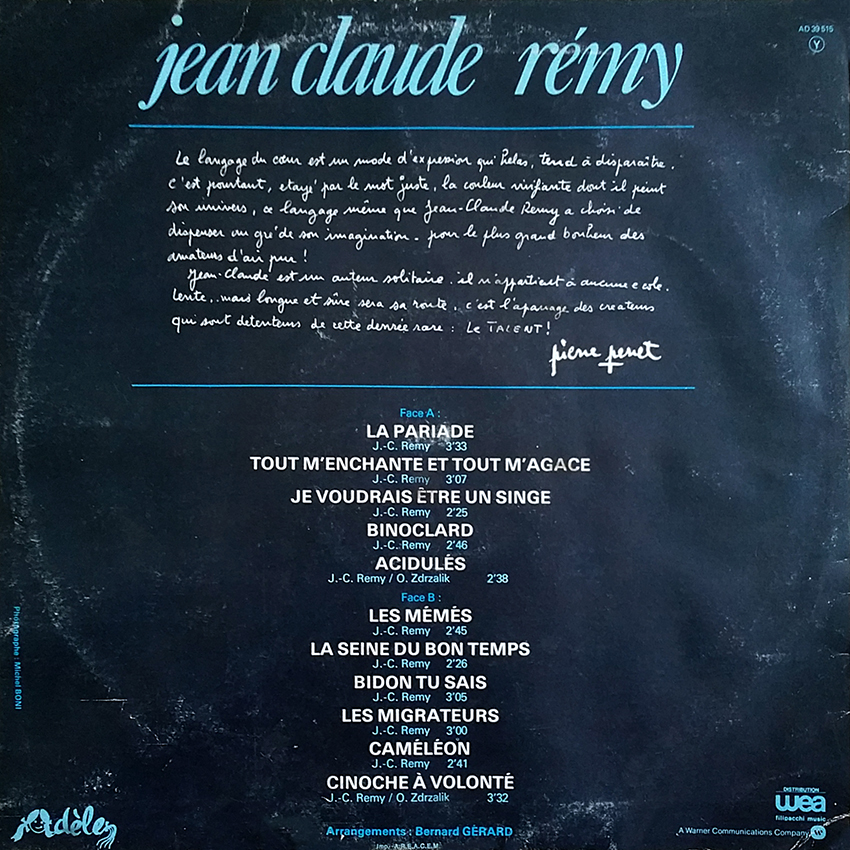 jean claude rémy
AD 39 515
Y
Le langage du cœur est un mode d'expression qui hélas, tend à disparaître.
C'est pourtant, etayé par le mot juste, la couleur vivifiante dont il peint
son univers, ce langage même que Jean-Claude Remy a choisi de
dispenser au gré de son imagination - pour le plus grand bonheur des
amateurs d'air pur !
Jean-Claude est un auteur solitaire. il n'appartient à aucune ecole.
Lente.. mais longue et sûre sera sa route, c'est l'apanage des createurs
qui sont detenteurs de cette denrée rare : Le TALENT !
pierre perret
Face A :
LA PARIADE
J.-C. Remy 3'33
TOUT M'ENCHANTE ET TOUT M'AGACE
J.-C. Remy 3'07
JE VOUDRAIS ÊTRE UN SINGE
J.-C. Remy 2'25
BINOCLARD
J.-C. Remy 2'46
ACIDULÉS
J.-C. Remy / O. Zdrzalik 2'38
Face B :
LES MÉMÉS
J.-C. Remy 2'45
LA SEINE DU BON TEMPS
J.-C. Remy 2'26
BIDON TU SAIS
J.-C. Remy 3'05
LES MIGRATEURS
J.-C. Remy 3'00
CAMÉLÉON
J.-C. Remy 2'41
CINOCHE À VOLONTÉ
J.-C. Remy / O. Zdrzalik 3'32
Photographe : Michel BONI
Adèle
Arrangements : Bernard GÉRARD
Imp. A.R.E.A.C.E.M.
DISTRIBUTION
wea
filipacchi music
A Warner Communications Company